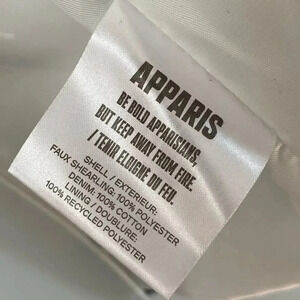 APPARIS
BE BOLD APPARISIANS,
BUT KEEP AWAY FROM FIRE.
/ TENIR ELOIGNE DU FEU.
SHELL / EXTERIEUR:
FAUX SHEARLING: 100% POLYESTER
DENIM: 100% COTTON
LINING / DOUBLURE:
100% RECYCLED POLYESTER